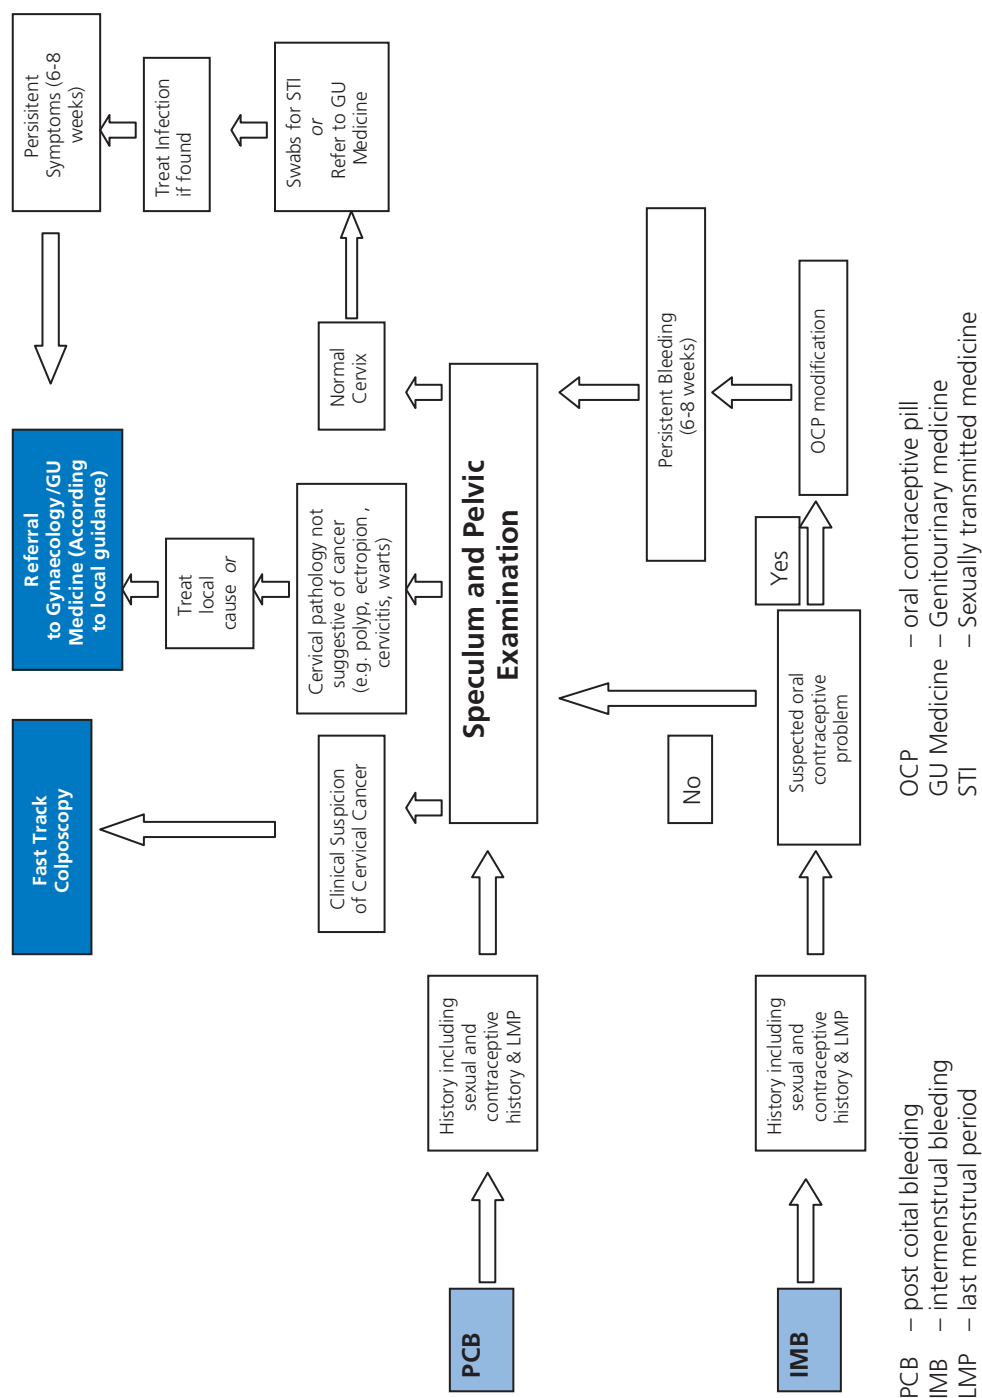 PCB
History including
sexual and
contraceptive
history & LMP
Speculum and Pelvic
Examination
Clinical Suspicion
of Cervical Cancer
Fast Track
Colposcopy
Cervical pathology not
suggestive of cancer
(e.g. polyp, ectropion ,
cervicitis, warts)
Treat
local
cause or
Referral
to Gynaecology/GU
Medicine (According
to local guidance)
Normal
Cervix
Swabs for STI
or
Refer to GU
Medicine
Treat Infection
if found
Persisitent
Symptoms (6-8
weeks)
IMB
History including
sexual and
contraceptive
history & LMP
Suspected oral
contraceptive
problem
No
Yes
OCP modification
Persistent Bleeding
(6-8 weeks)
PCB – post coital bleeding
IMB – intermenstrual bleeding
LMP – last menstrual period
OCP – oral contraceptive pill
GU Medicine – Genitourinary medicine
STI – Sexually transmitted medicine